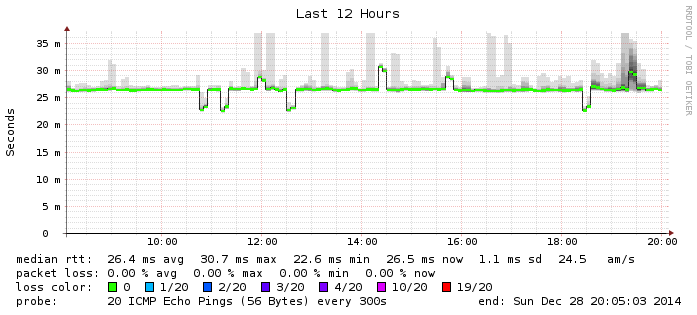 Last 12 Hours
RRDTOOL / TOBI OETIKER
Seconds
35 m
30 m
25 m
20 m
15 m
10 m
5 m
0
10:00 12:00 14:00 16:00 18:00 20:00
median rtt: 26.4 ms avg 30.7 ms max 22.6 ms min 26.5 ms now 1.1 ms sd 24.5 am/s
packet loss: 0.00 % avg 0.00 % max 0.00 % min 0.00 % now
loss color: 0 1/20 2/20 3/20 4/20 10/20 19/20
probe: 20 ICMP Echo Pings (56 Bytes) every 300s end: Sun Dec 28 20:05:03 2014